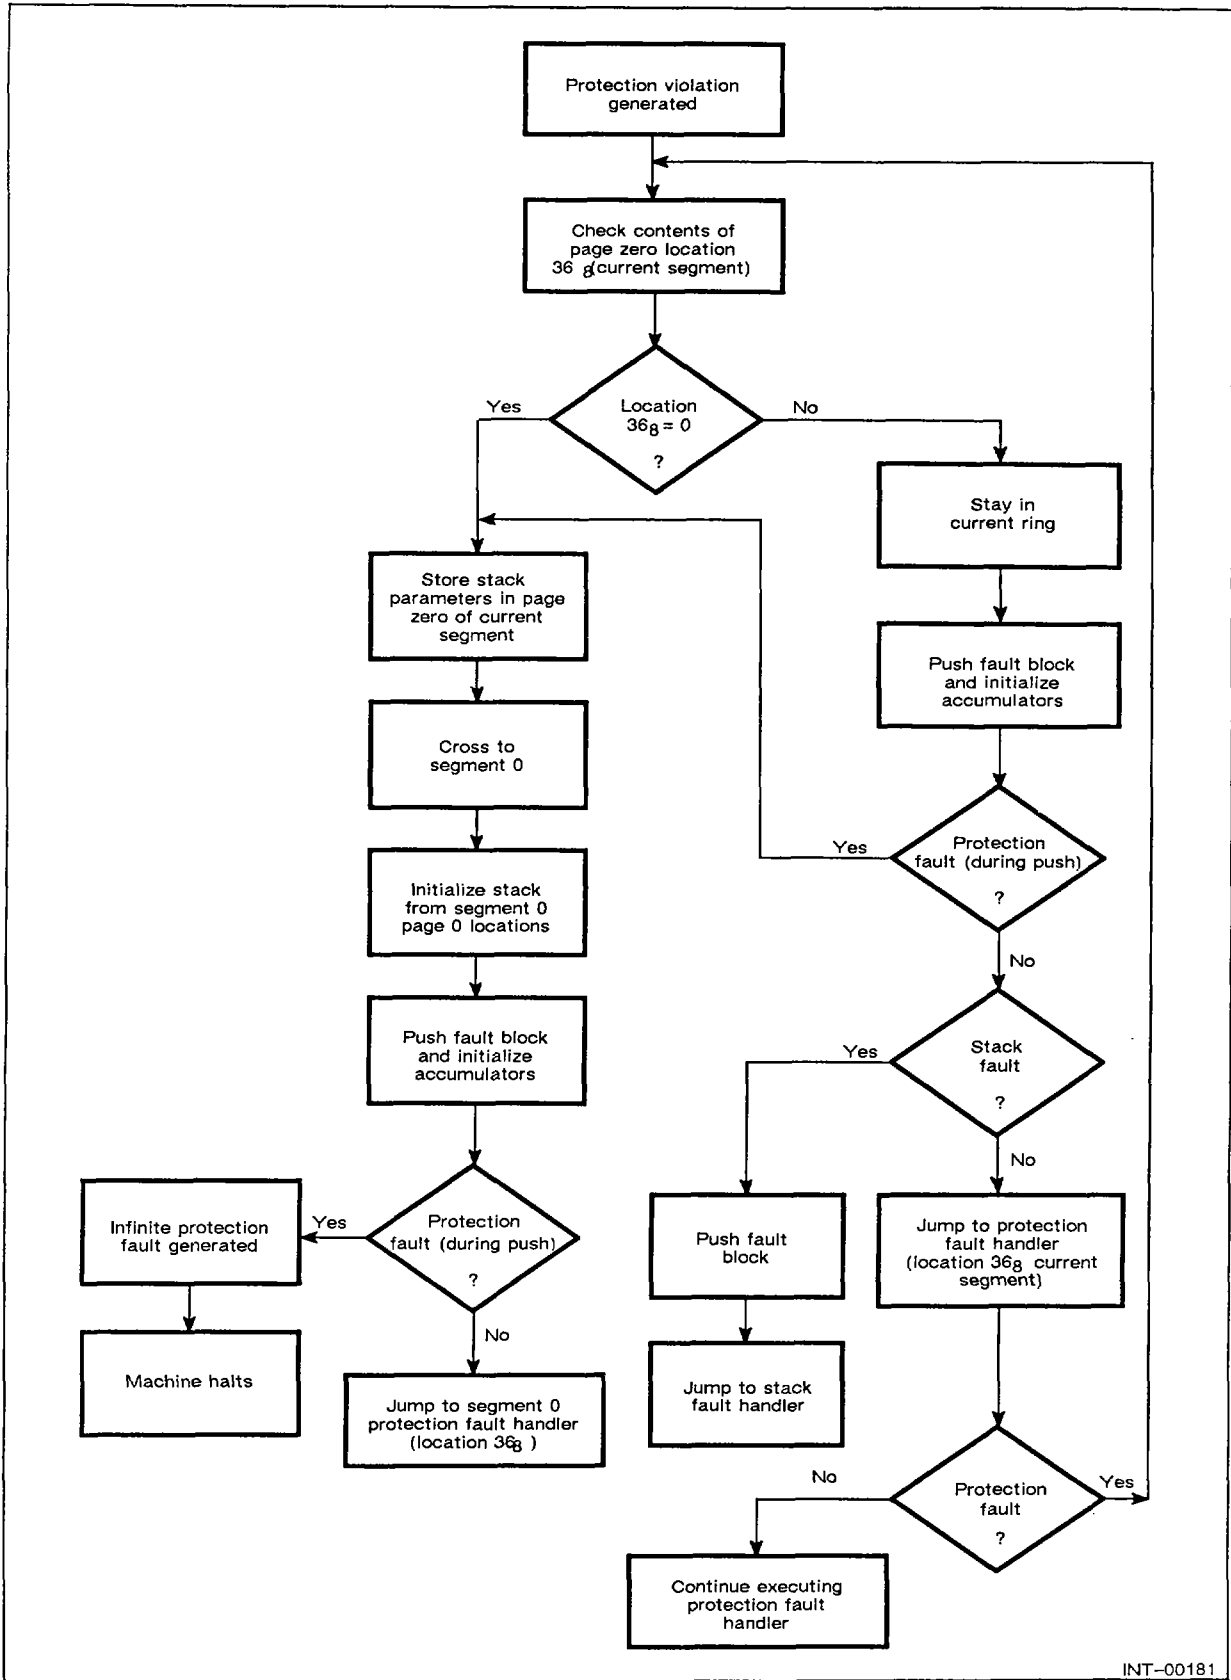 Protection violation
generated
Check contents of
page zero location
36 8(current segment)
Yes
Location
36₈ = 0
?
No
Stay in
current ring
Store stack
parameters in page
zero of current
segment
Push fault block
and initialize
accumulators
Cross to
segment 0
Yes
Protection
fault (during push)
?
No
Initialize stack
from segment 0
page 0 locations
Push fault block
and initialize
accumulators
Yes
Stack
fault
?
No
Infinite protection
fault generated
Yes
Protection
fault (during push)
?
No
Push fault
block
Jump to protection
fault handler
(location 36₈ current
segment)
Machine halts
Jump to segment 0
protection fault handler
(location 36₈ )
Jump to stack
fault handler
No
Protection
fault
?
Yes
Continue executing
protection fault
handler
INT-00181